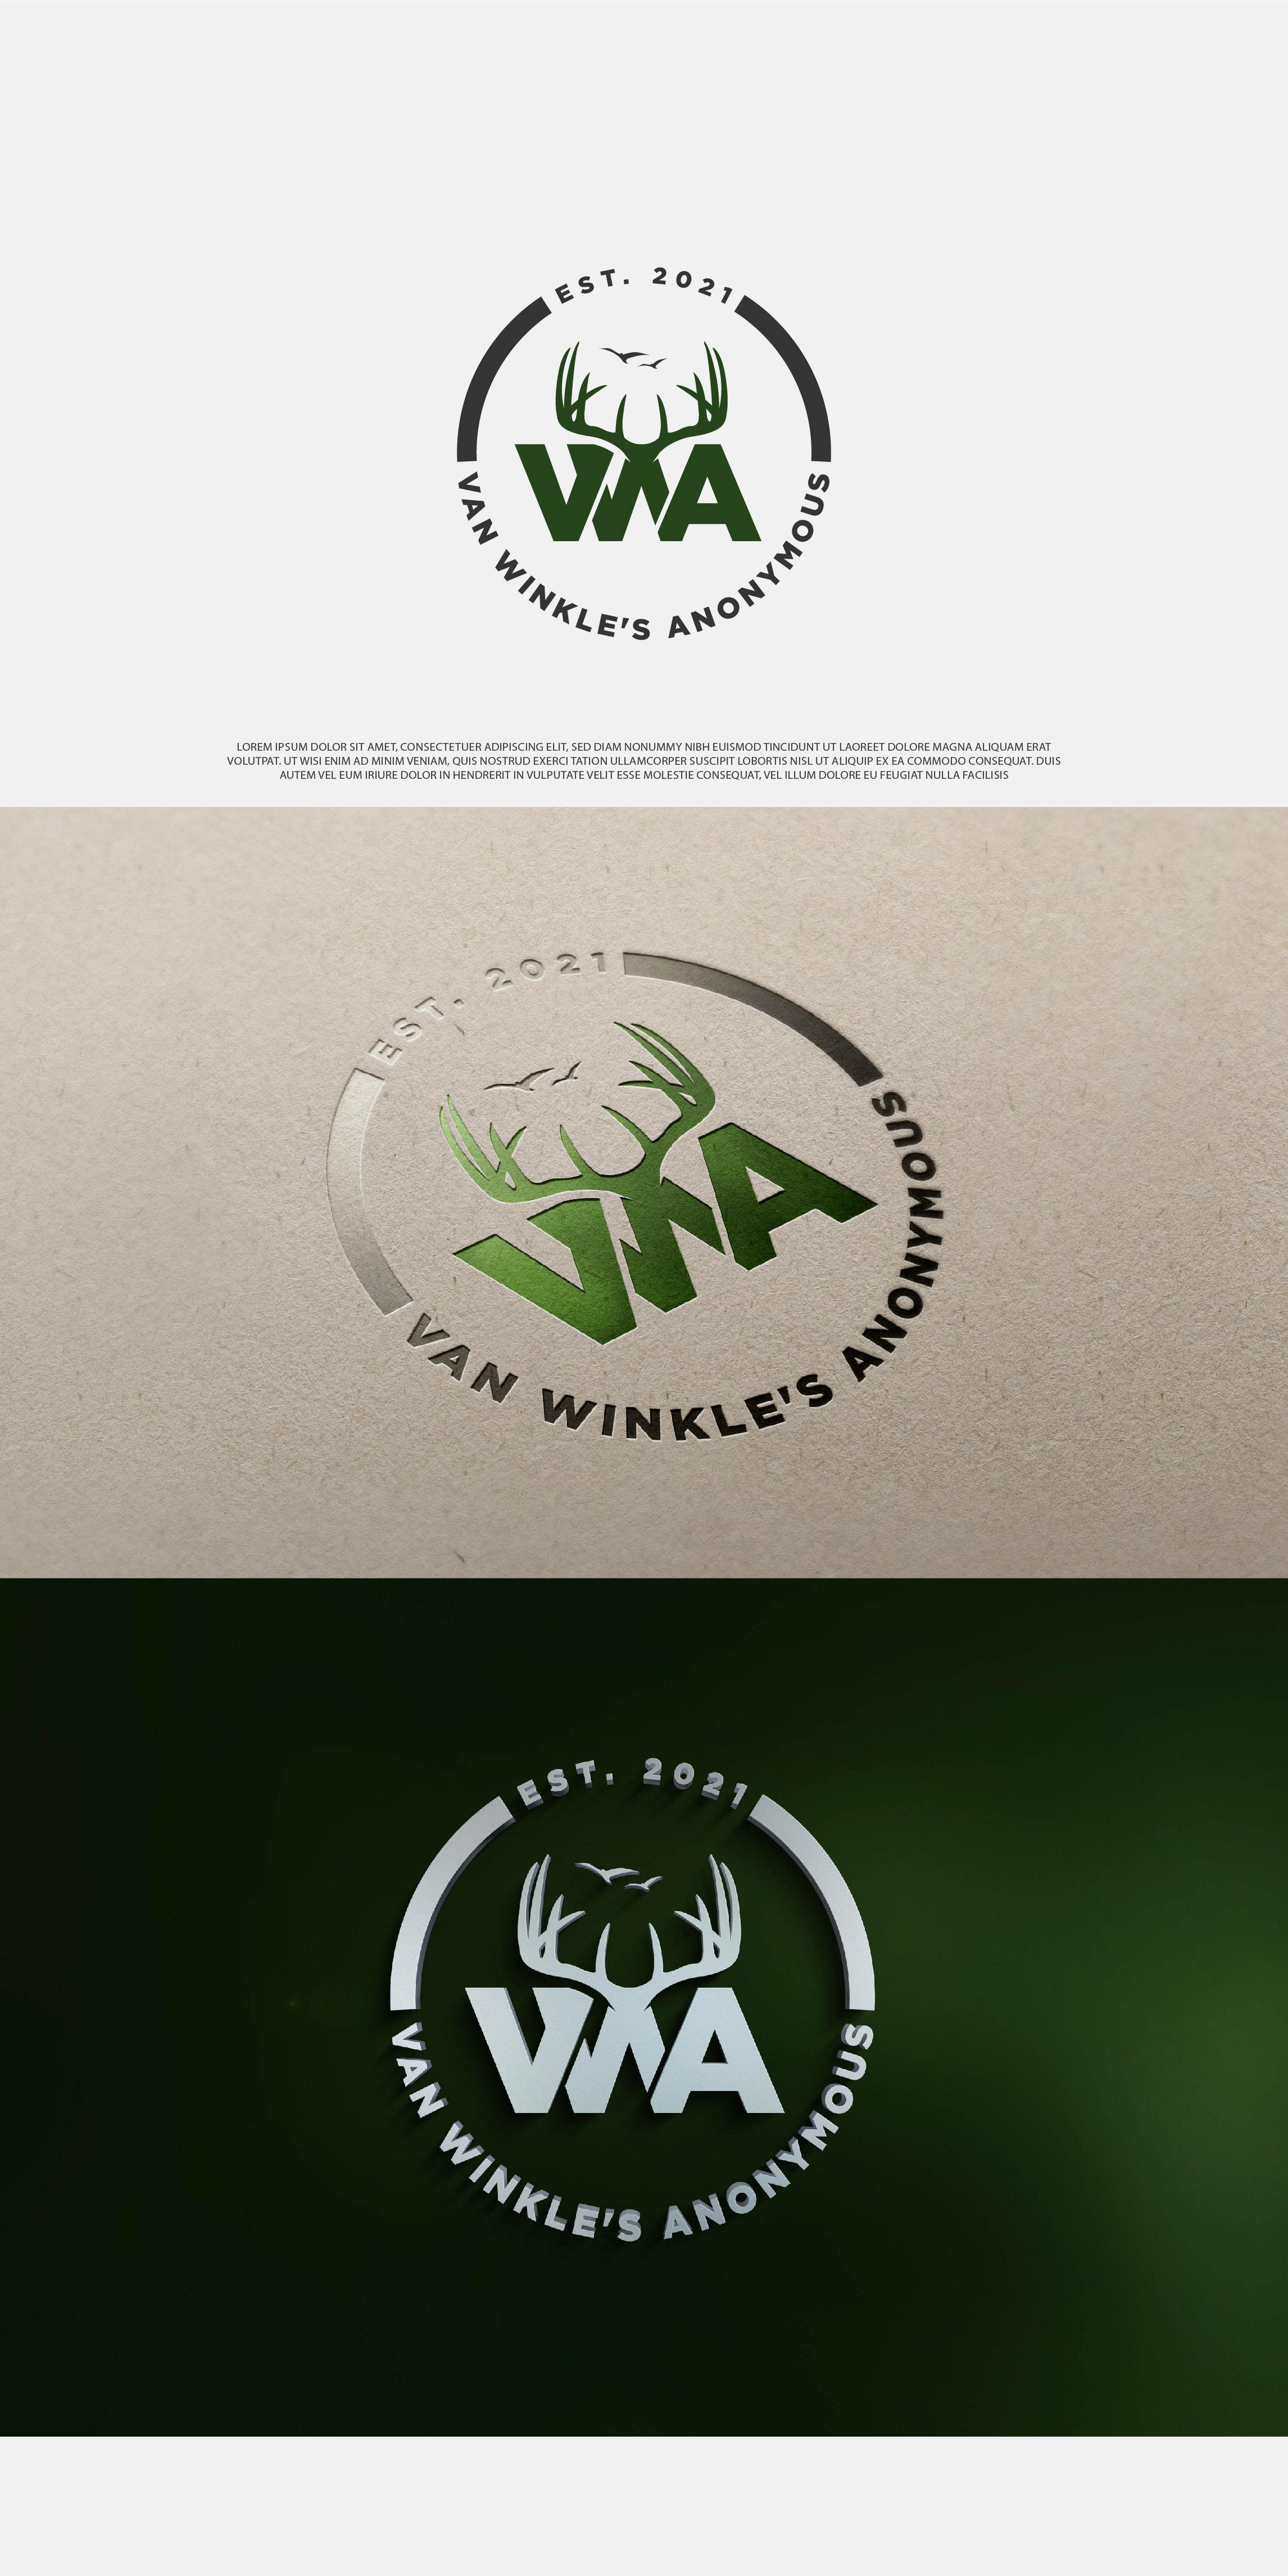 EST. 2021
VWA
VAN WINKLE'S ANONYMOUS
LOREM IPSUM DOLOR SIT AMET, CONSECTETUER ADIPISCING ELIT, SED DIAM NONUMMY NIBH EUISMOD TINCIDUNT UT LAOREET DOLORE MAGNA ALIQUAM ERAT
VOLUTPAT. UT WISI ENIM AD MINIM VENIAM, QUIS NOSTRUD EXERCI TATION ULLAMCORPER SUSCIPIT LOBORTIS NISL UT ALIQUIP EX EA COMMODO CONSEQUAT. DUIS
AUTEM VEL EUM IRIURE DOLOR IN HENDRERIT IN VULPUTATE VELIT ESSE MOLESTIE CONSEQUAT, VEL ILLUM DOLORE EU FEUGIAT NULLA FACILISIS
EST. 2021
VWA
VAN WINKLE'S ANONYMOUS
EST. 2021
VWA
VAN WINKLE'S ANONYMOUS